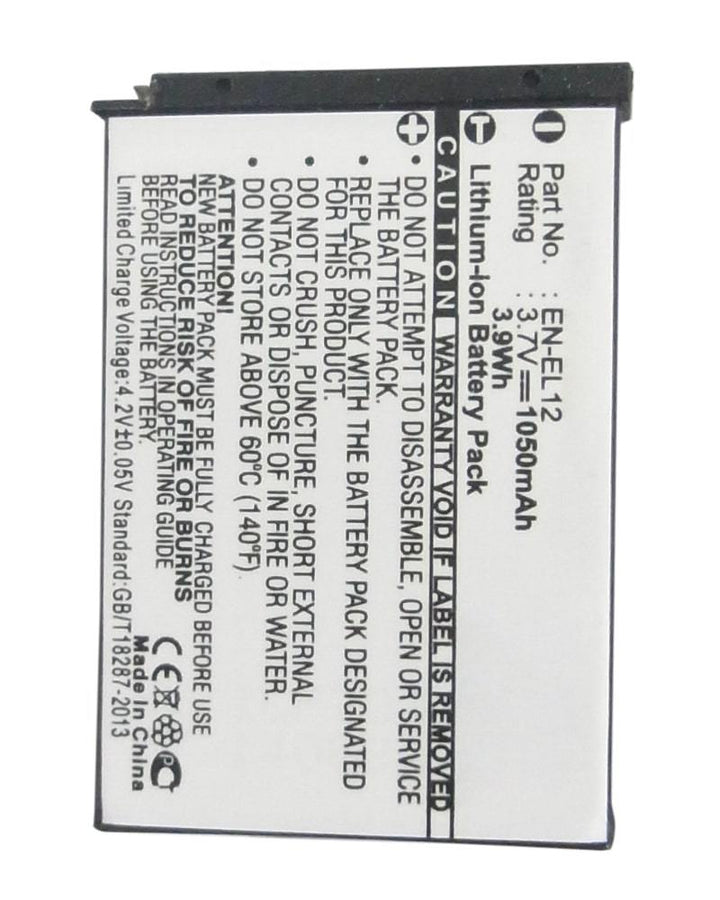 Part No. : EN-EL12
Rating : 3.7V⎓1050mAh
3.9Wh
Lithium-Ion Battery Pack
CAUTION WARRANTY VOID IF LABEL IS REMOVED
• DO NOT ATTEMPT TO DISASSEMBLE, OPEN OR SERVICE
THE BATTERY PACK.
• REPLACE ONLY WITH THE BATTERY PACK DESIGNATED
FOR THIS PRODUCT.
• DO NOT CRUSH, PUNCTURE, SHORT EXTERNAL
CONTACTS OR DISPOSE OF IN FIRE OR WATER.
• DO NOT STORE ABOVE 60ºC (140ºF).
ATTENTION!
NEW BATTERY PACK MUST BE FULLY CHARGED BEFORE USE
TO REDUCE RISK OF FIRE OR BURNS
READ INSTRUCTIONS IN OPERATING GUIDE
BEFORE USING THE BATTERY.
Made In China
Limited Charge Voltage:4.2V±0.05V Standard:GB/T18287-2013